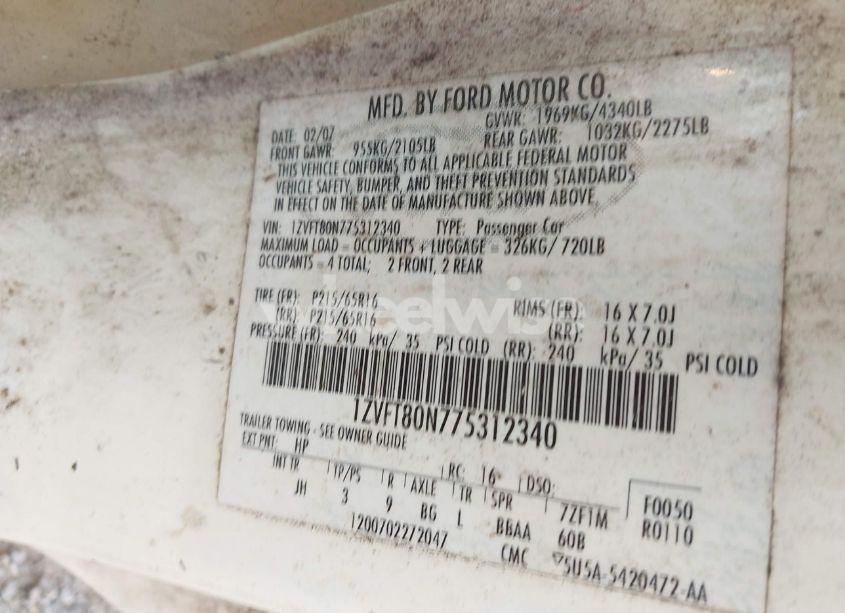 MFD. BY FORD MOTOR CO.
DATE: 02/07 GVWR: 1969KG/4340LB
FRONT GAWR: 955KG/2105LB REAR GAWR: 1032KG/2275LB
THIS VEHICLE CONFORMS TO ALL APPLICABLE FEDERAL MOTOR
VEHICLE SAFETY, BUMPER, AND THEFT PREVENTION STANDARDS
IN EFFECT ON THE DATE OF MANUFACTURE SHOWN ABOVE.
VIN: 1ZVFT80N775312340 TYPE: Passenger Car
MAXIMUM LOAD = OCCUPANTS + LUGGAGE = 326KG/ 720LB
OCCUPANTS = 4 TOTAL; 2 FRONT, 2 REAR
TIRE (FR): P215/65R16 RIMS (FR): 16 X 7.0J
(RR): P215/65R16 (RR): 16 X 7.0J
PRESSURE (FR): 240 kPa/ 35 PSI COLD (RR): 240 kPa/ 35 PSI COLD
wheelwise
1ZVFT80N775312340
TRAILER TOWING - SEE OWNER GUIDE
EXT PNT: HP RC: 16 DSO: F0050
INT TR TP/PS R AXLE TR SPR 7ZF1M R0110
JH 3 9 BG L BBAA 60B
1200702272047 CMC 5U5A-5420472-AA